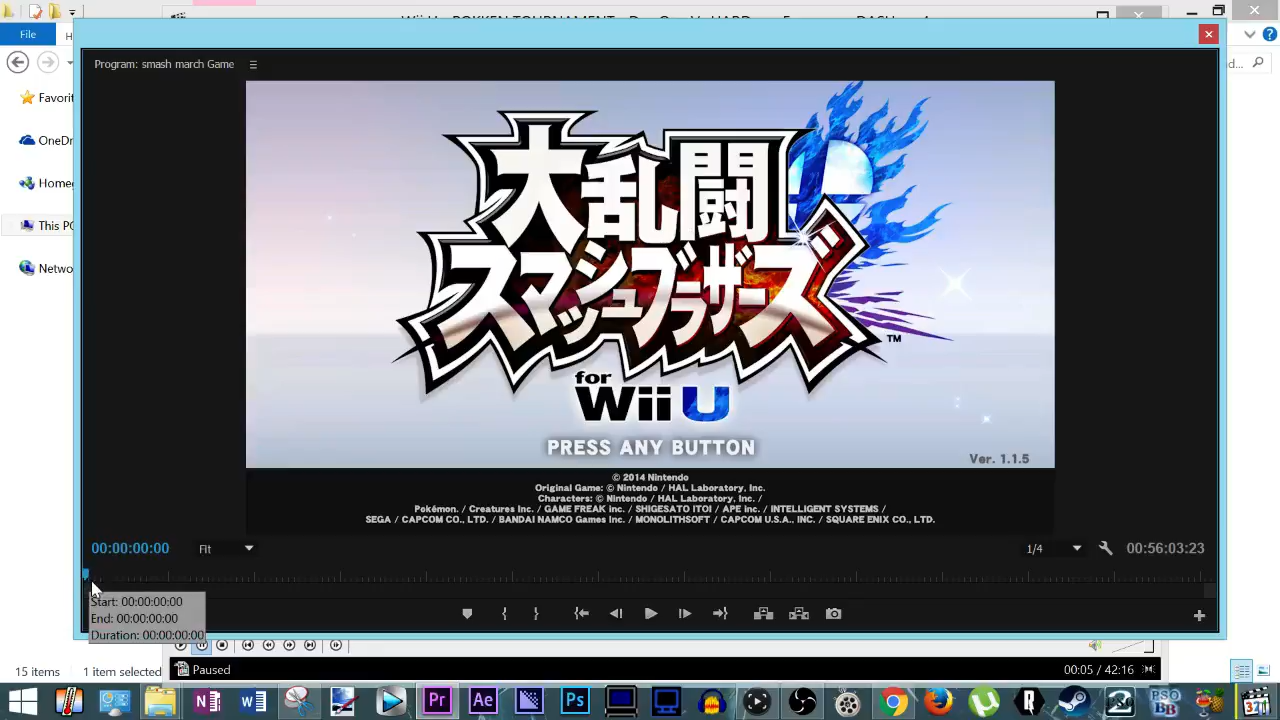 File
Favorit
OneDr
Home
This PC
Netwo
Program: smash march Game
大乱闘
スマッシュブラザーズ
TM
for
Wii U
PRESS ANY BUTTON
Ver. 1.1.5
© 2014 Nintendo
Original Game: © Nintendo / HAL Laboratory, Inc.
Characters: © Nintendo / HAL Laboratory, Inc. /
Pokémon. / Creatures Inc. / GAME FREAK inc. / SHIGESATO ITOI / APE inc. / INTELLIGENT SYSTEMS /
SEGA / CAPCOM CO., LTD. / BANDAI NAMCO Games Inc. / MONOLITHSOFT / CAPCOM U.S.A., INC. / SQUARE ENIX CO., LTD.
00:00:00:00
Fit
1/4
00:56:03:23
Start: 00:00:00:00
End: 00:00:00:00
Duration: 00:00:00:00
15 items
1 item selected
Paused
00:05 / 42:16
Pr
Ae
Ps
321